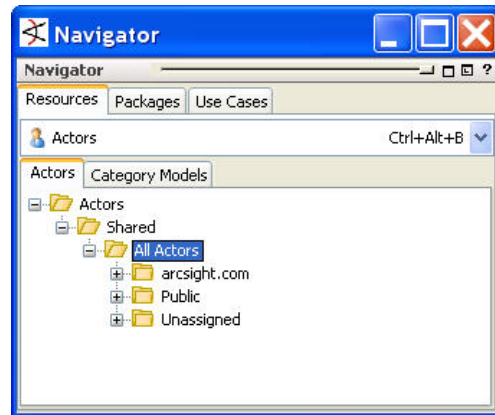 Navigator
Navigator ?
Resources Packages Use Cases
Actors Ctrl+Alt+B
Actors Category Models
Actors
Shared
All Actors
arcsight.com
Public
Unassigned